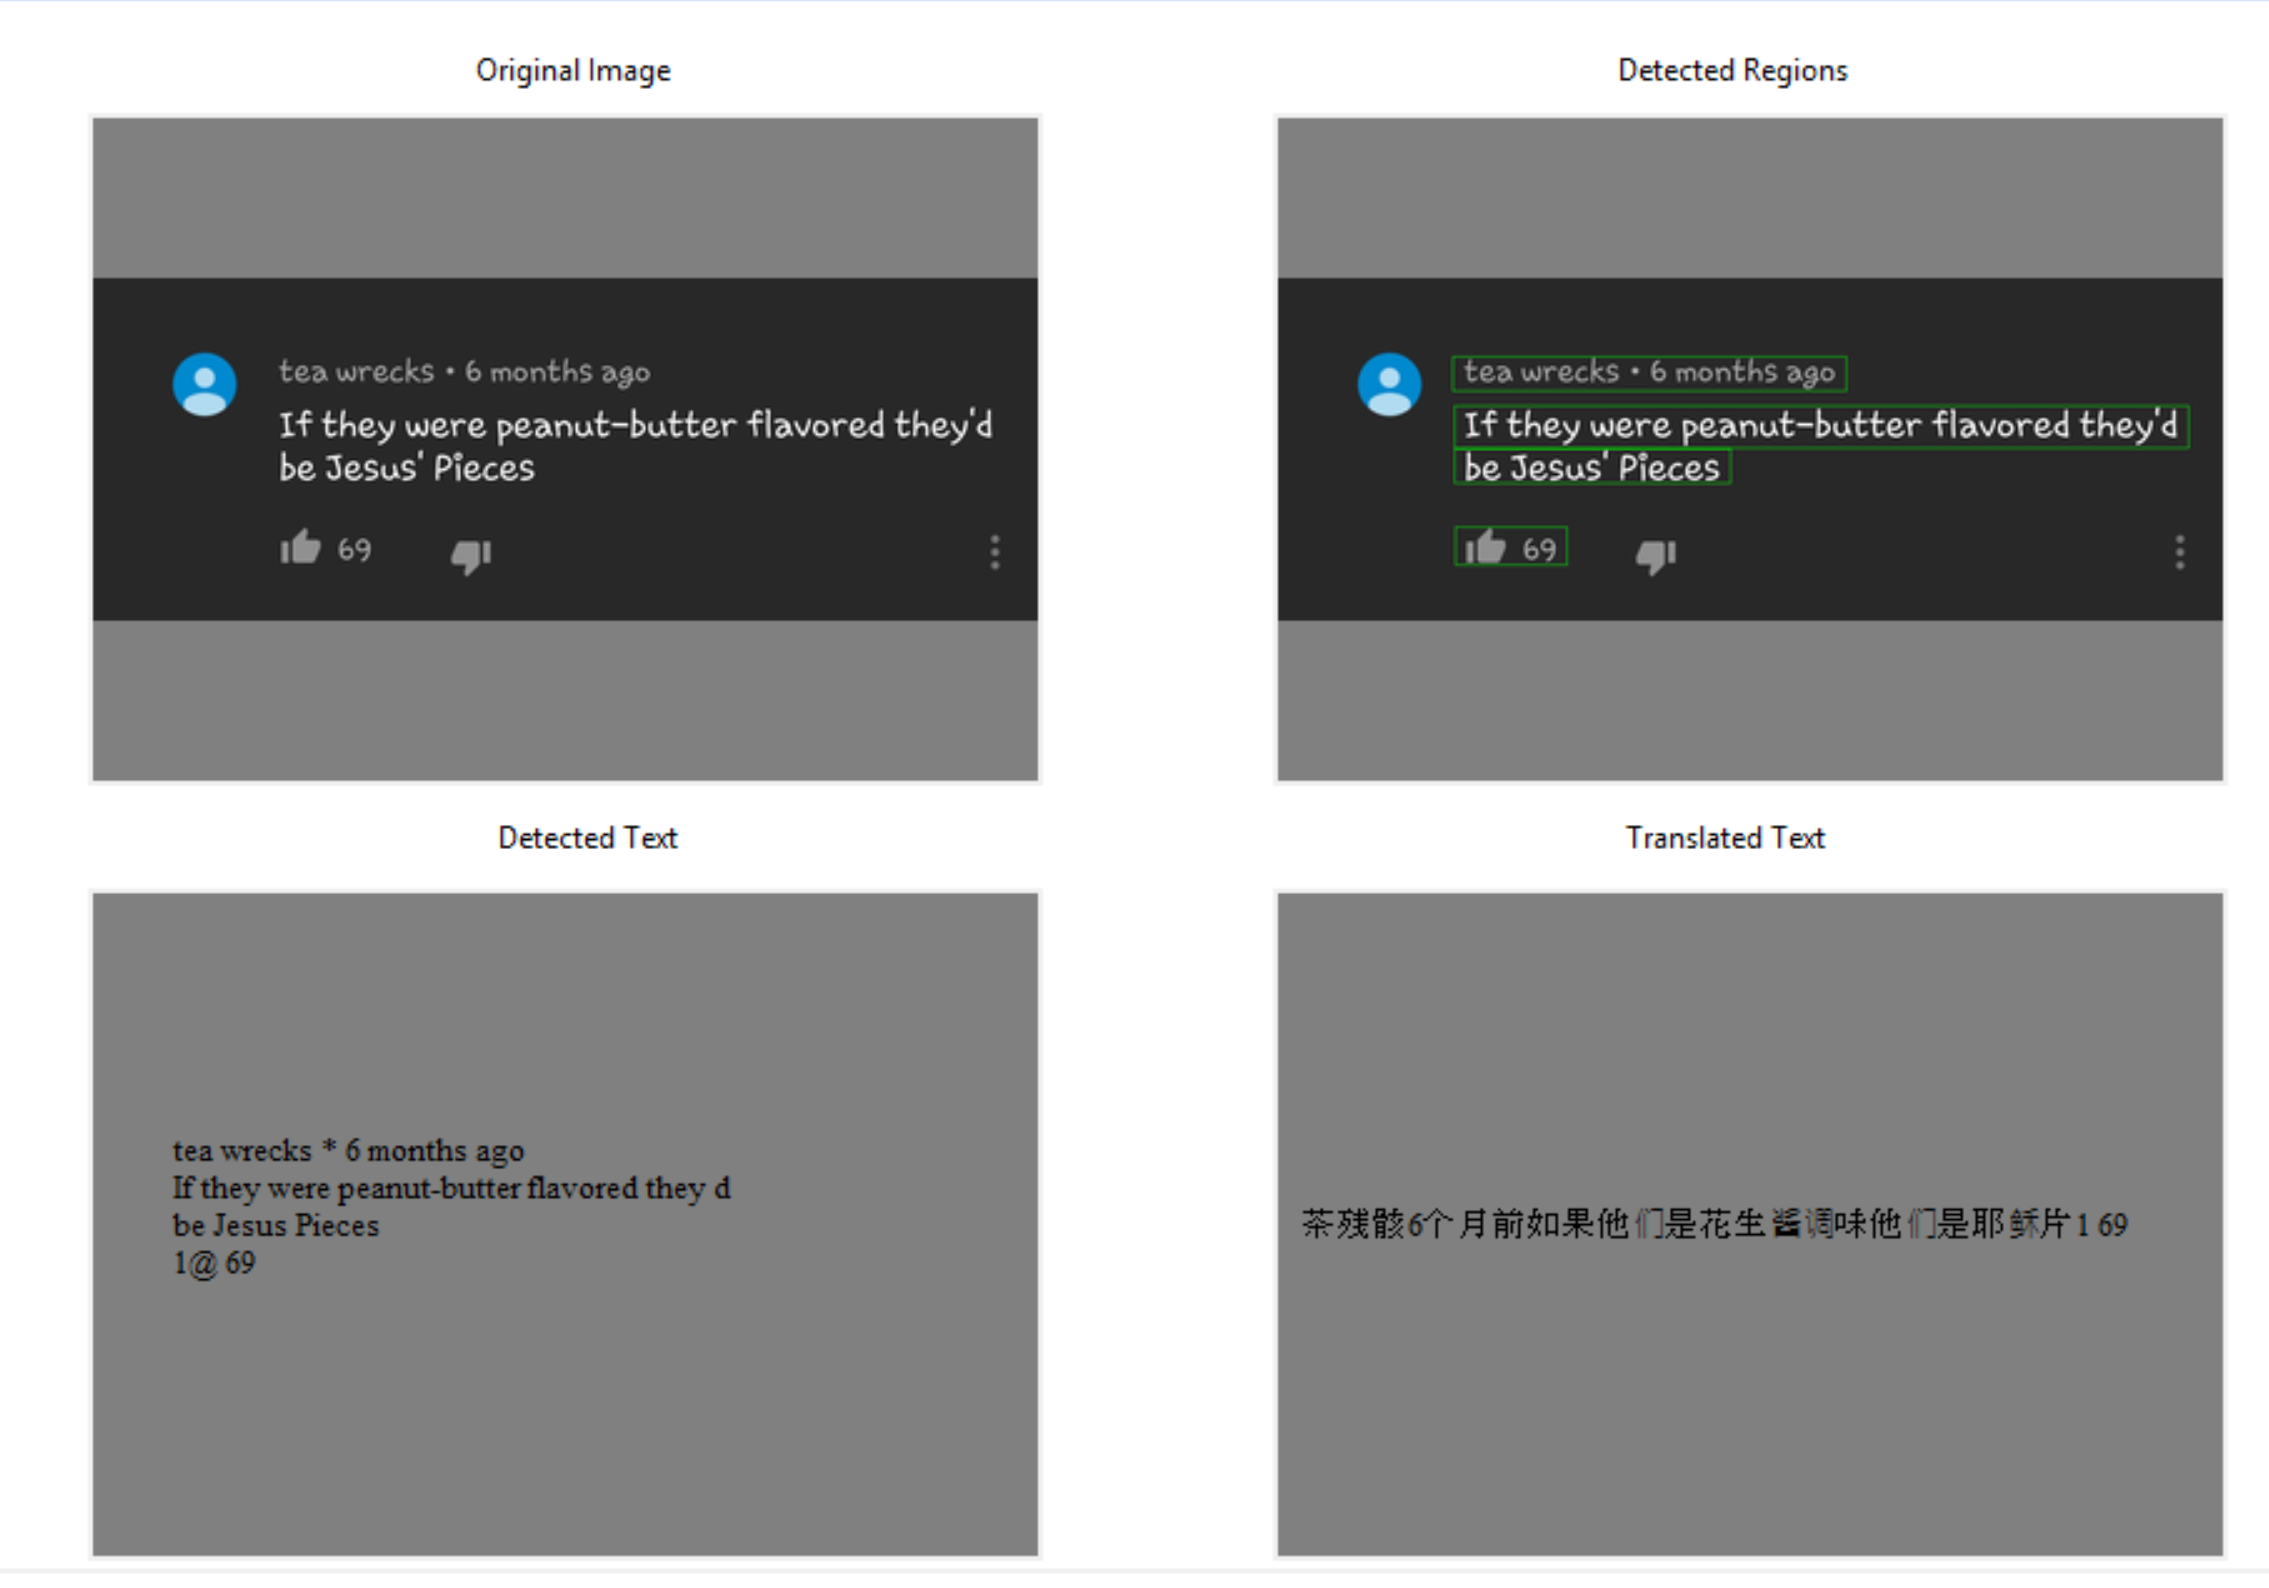 Original Image
Detected Regions
tea wrecks • 6 months ago
If they were peanut-butter flavored they'd
be Jesus' Pieces
69
tea wrecks • 6 months ago
If they were peanut-butter flavored they'd
be Jesus' Pieces
69
Detected Text
Translated Text
tea wrecks * 6 months ago
If they were peanut-butter flavored they d
be Jesus Pieces
1@ 69
茶残骸6个月前如果他们是花生酱调味他们是耶稣片1 69